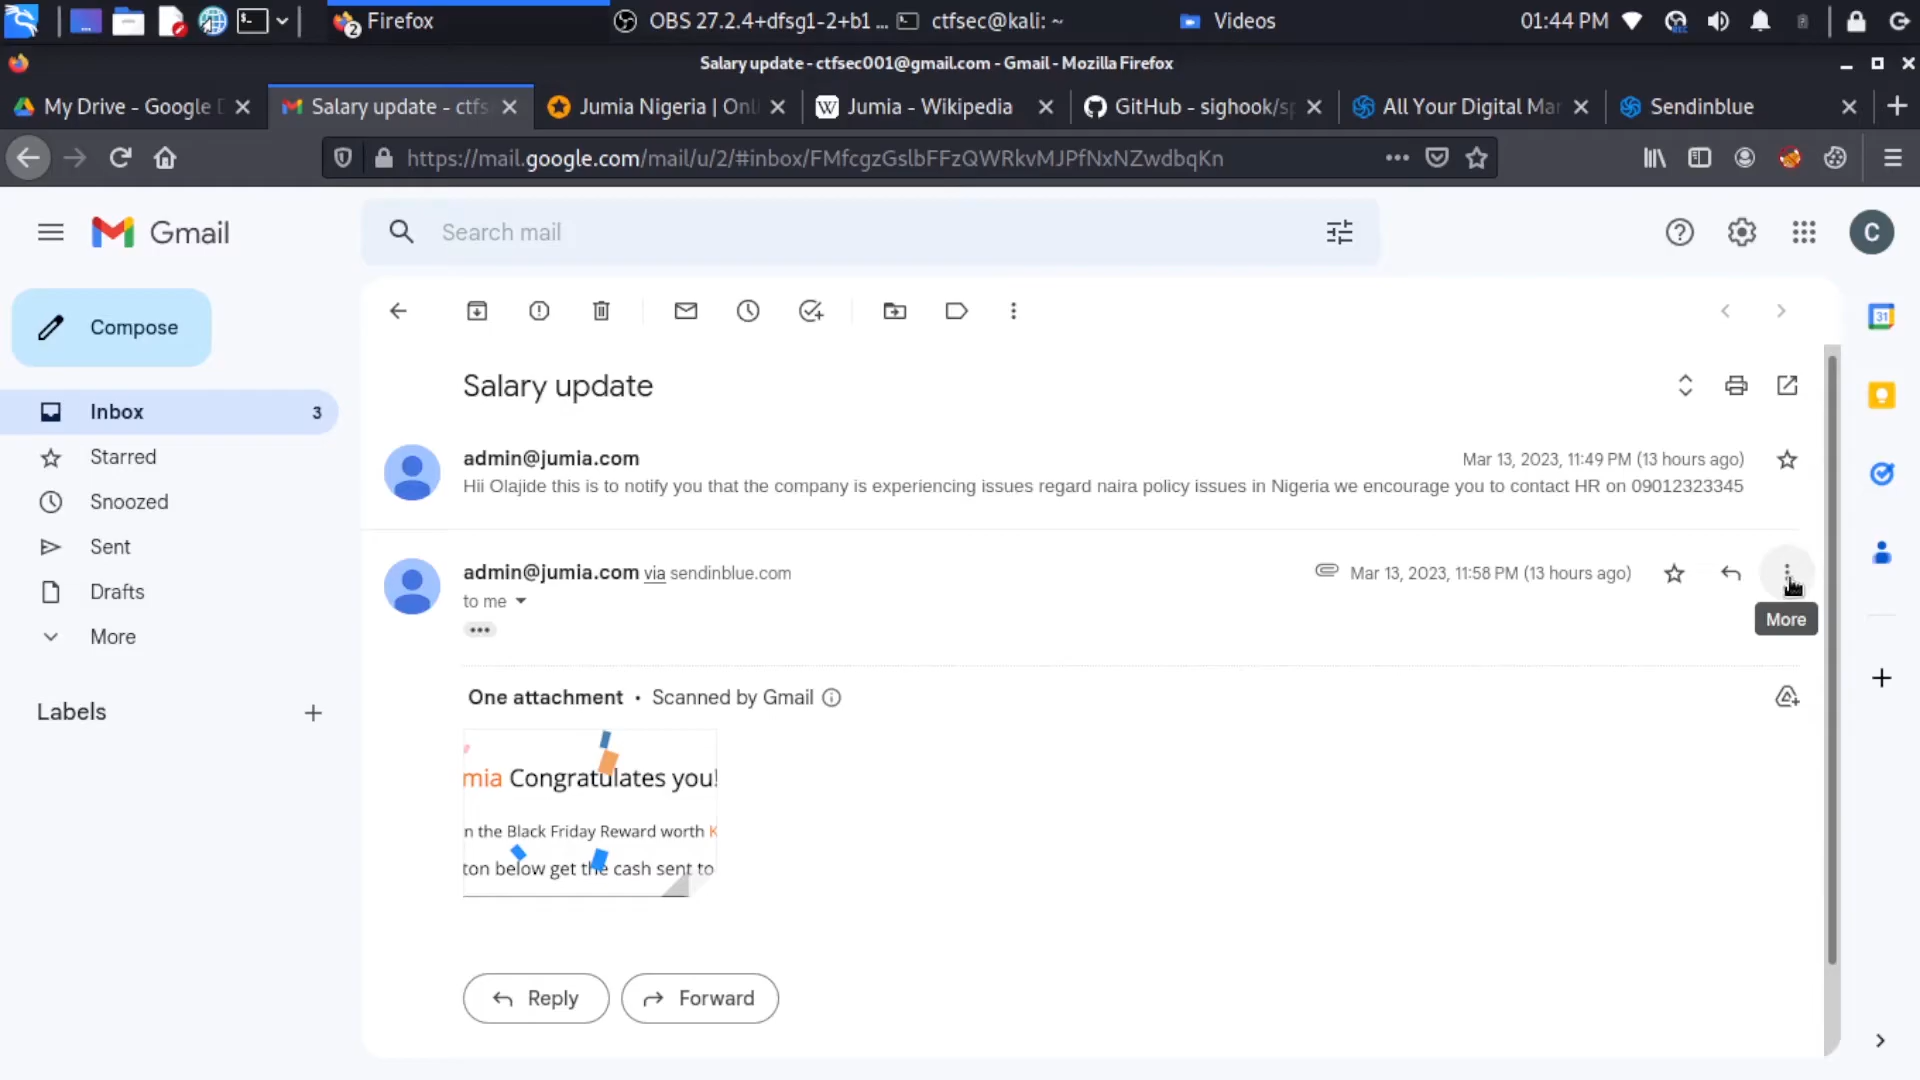 Firefox
2
OBS 27.2.4+dfsg1-2+b1 ...
ctfsec@kali: ~
Videos
01:44 PM
Salary update - ctfsec001@gmail.com - Gmail - Mozilla Firefox
My Drive - Google D
Salary update - ctfs
Jumia Nigeria | Onl
Jumia - Wikipedia
GitHub - sighook/sp
All Your Digital Mar
Sendinblue
https://mail.google.com/mail/u/2/#inbox/FMfcgzGslbFFzQWRkvMJPfNxNZwdbqKn
Gmail
Search mail
C
Compose
Inbox
3
Starred
Snoozed
Sent
Drafts
More
Labels
Salary update
admin@jumia.com
Mar 13, 2023, 11:49 PM (13 hours ago)
Hii Olajide this is to notify you that the company is experiencing issues regard naira policy issues in Nigeria we encourage you to contact HR on 09012323345
admin@jumia.com via sendinblue.com
Mar 13, 2023, 11:58 PM (13 hours ago)
to me
More
One attachment • Scanned by Gmail
mia Congratulates you!
n the Black Friday Reward worth K
ton below get the cash sent to
Reply
Forward
31